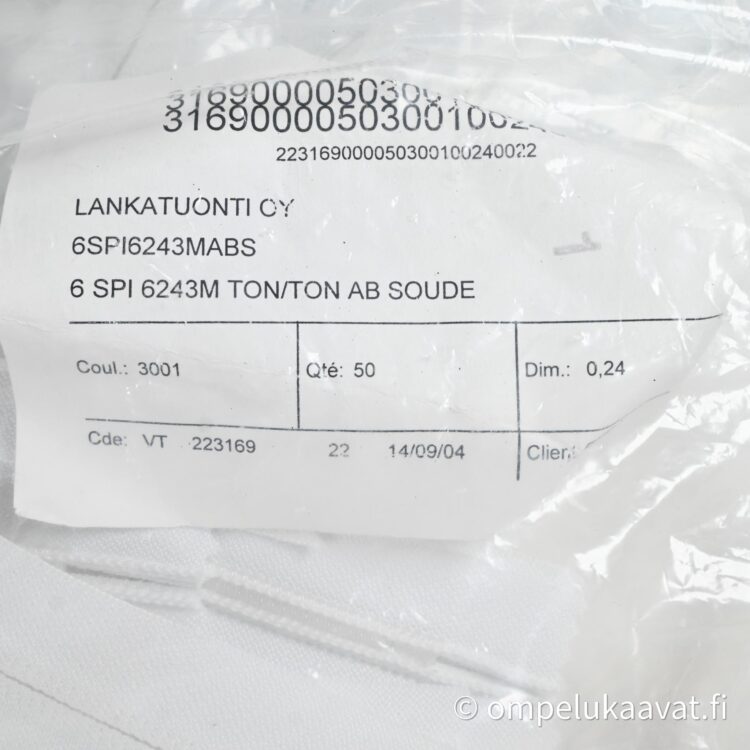 223169000050300100240022
LANKATUONTI OY
6SPI6243MABS
6 SPI 6243M TON/TON AB SOUDE
Coul.: 3001 Qté: 50 Dim.: 0,24
Cde: VT 223169 22 14/09/04 Client
© ompelukaavat.fi